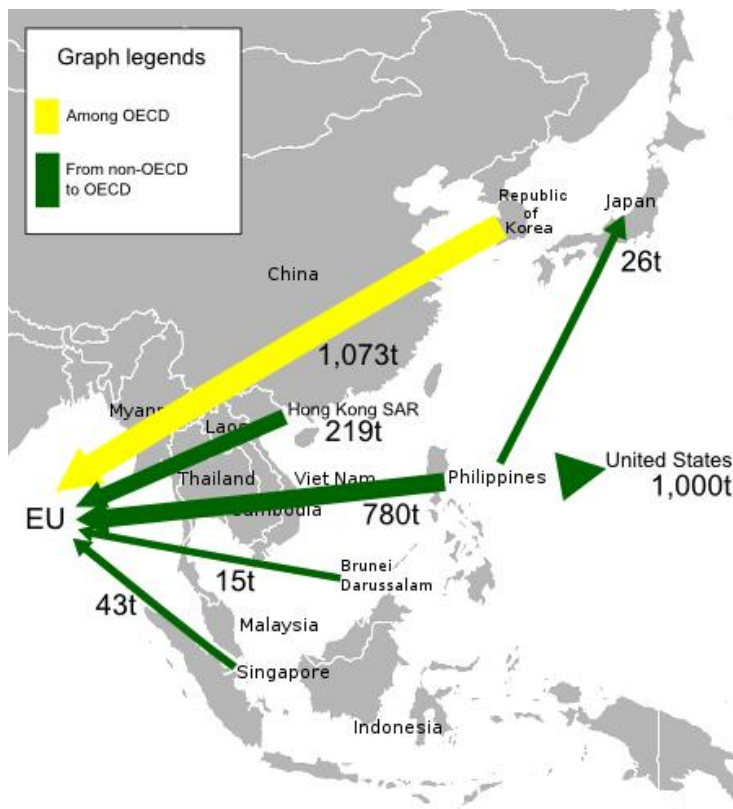 Graph legends
Among OECD
From non-OECD
to OECD
Republic
of
Korea
Japan
26t
China
1,073t
Hong Kong SAR
219t
Laos
Thailand
Viet Nam
Philippines
United States
1,000t
EU
780t
Brunei
Darussalam
15t
43t
Malaysia
Singapore
Indonesia